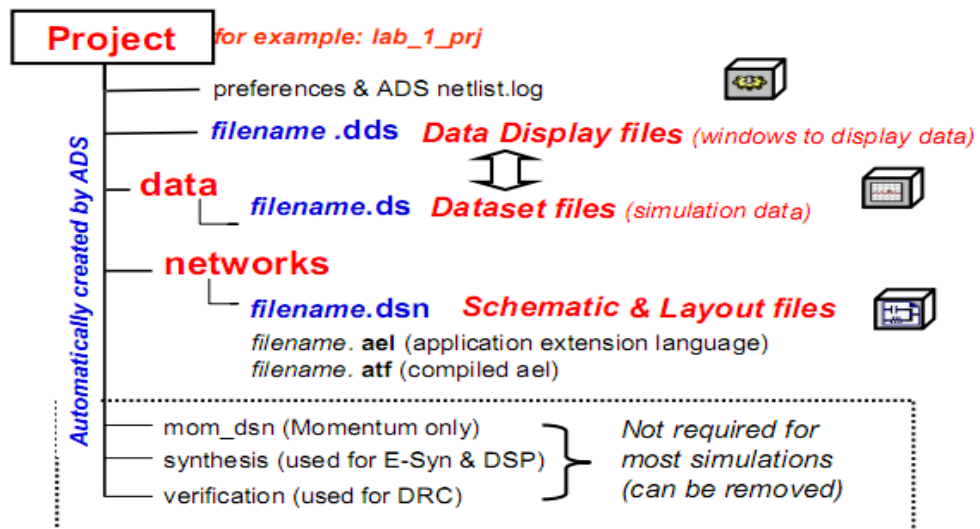 Project for example: lab_1_prj
preferences & ADS netlist.log
filename .dds Data Display files (windows to display data)
data
filename.ds Dataset files (simulation data)
networks
filename.dsn Schematic & Layout files
filename. ael (application extension language)
filename. atf (compiled ael)
Automatically created by ADS
mom_dsn (Momentum only)
synthesis (used for E-Syn & DSP)
verification (used for DRC)
Not required for
most simulations
(can be removed)